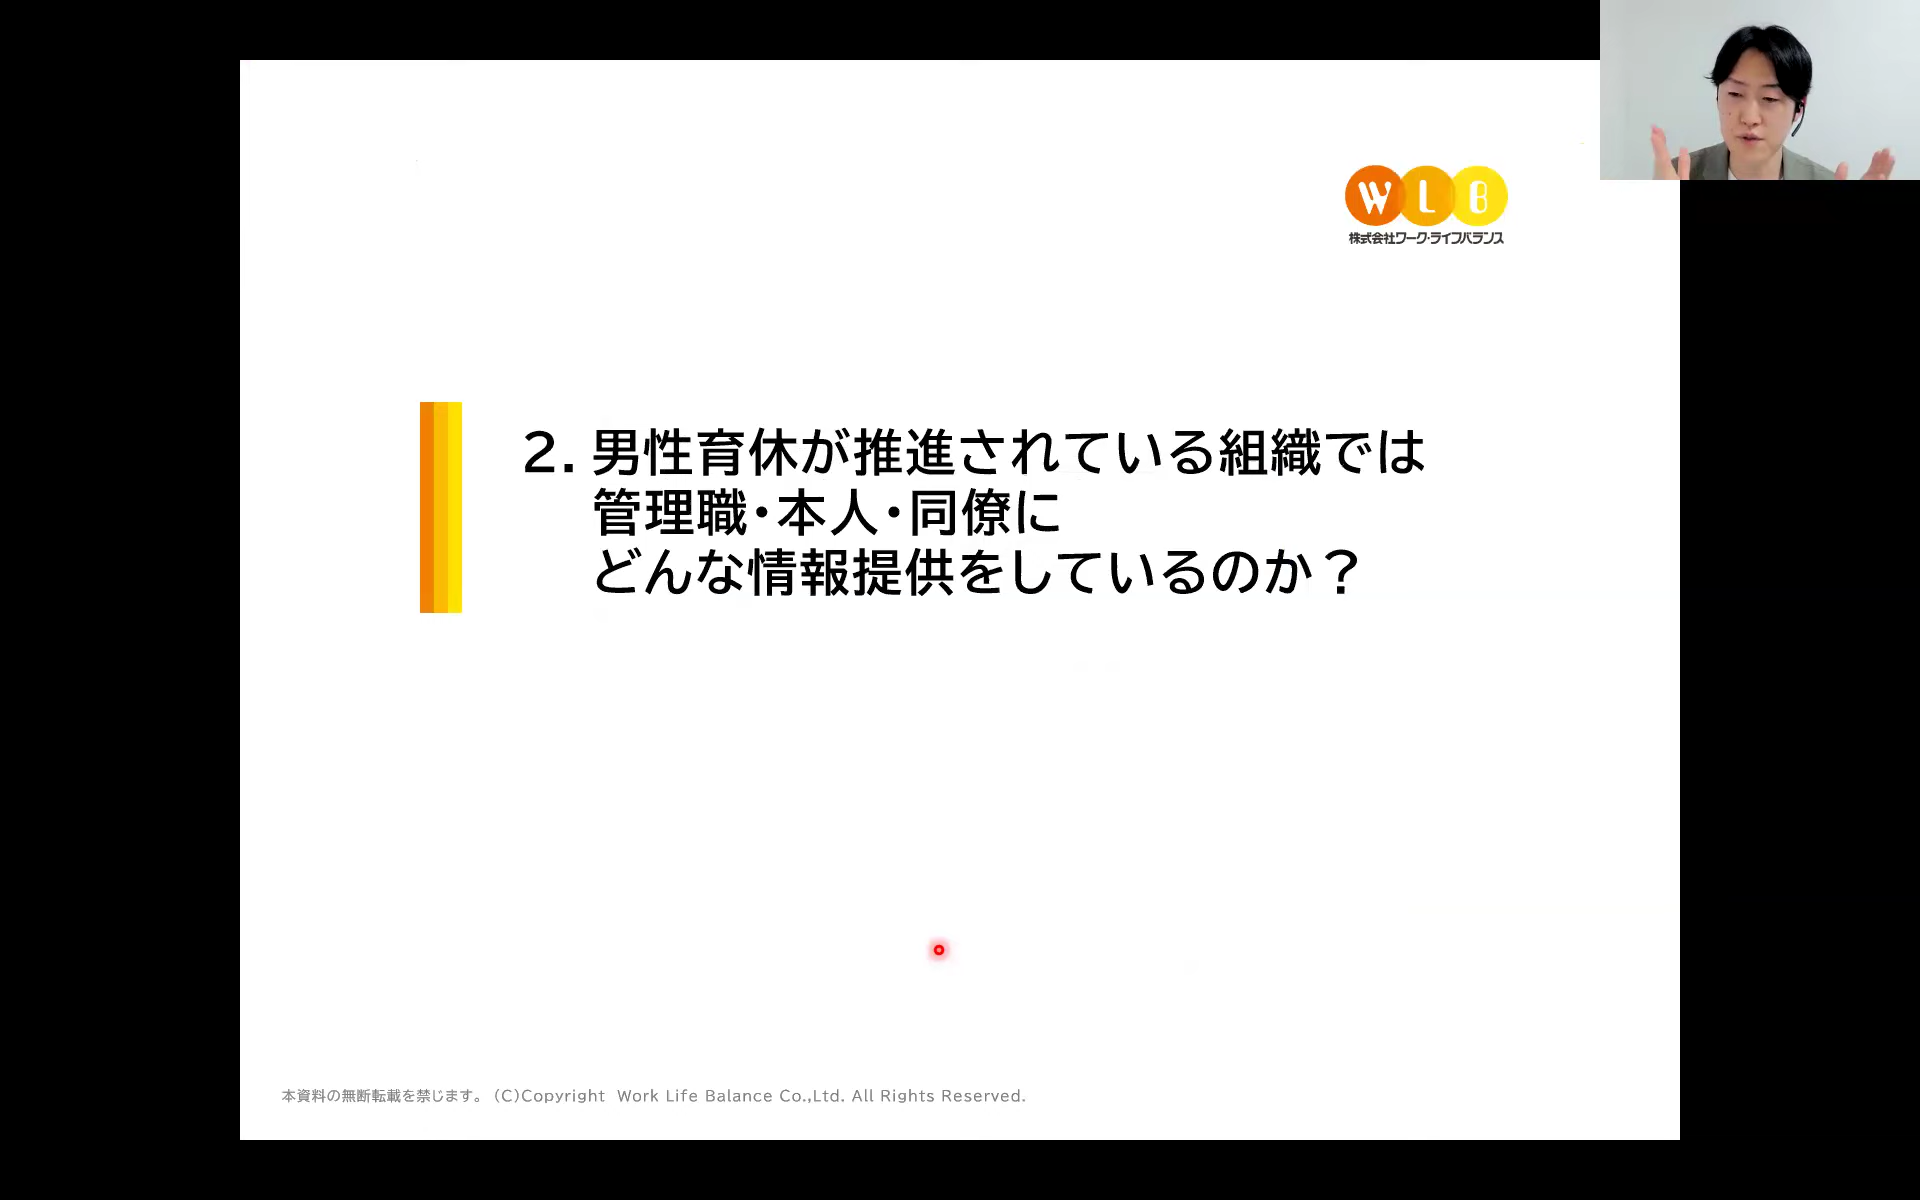 W L B
株式会社ワーク・ライフバランス
2. 男性育休が推進されている組織では
管理職・本人・同僚に
どんな情報提供をしているのか？
本資料の無断転載を禁じます。 (C)Copyright Work Life Balance Co.,Ltd. All Rights Reserved.